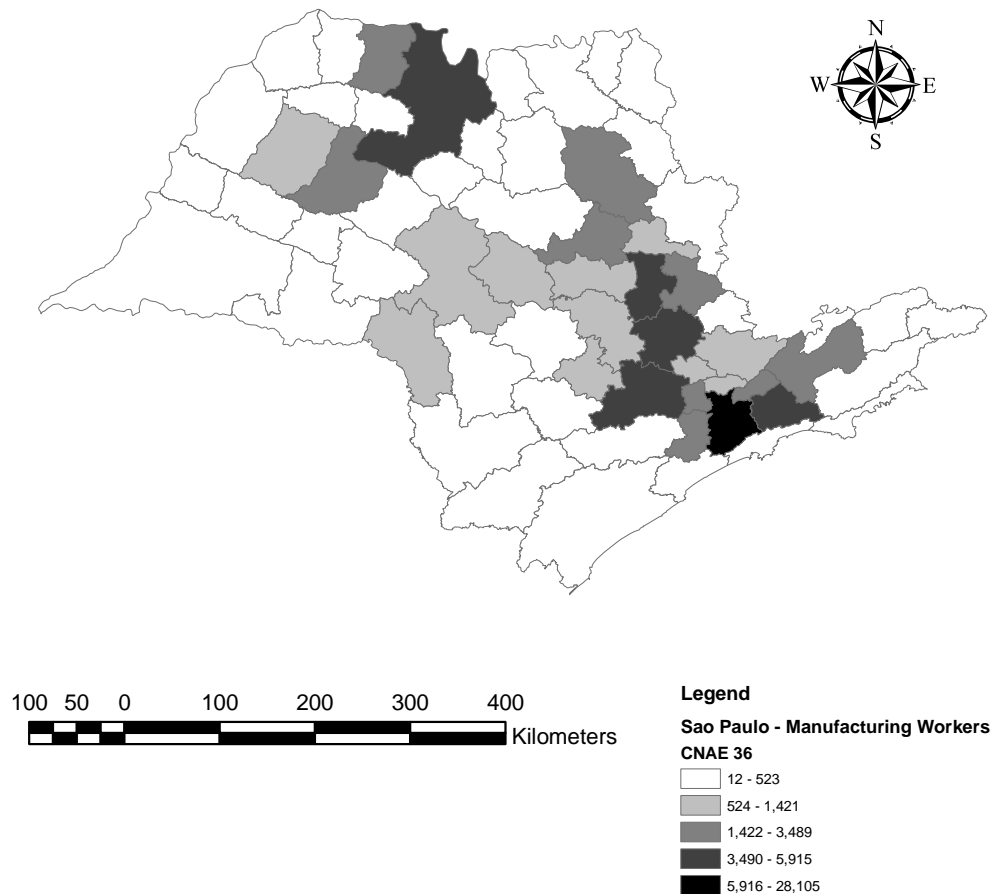 N
W E
S
100 50 0 100 200 300 400
Kilometers
Legend
Sao Paulo - Manufacturing Workers
CNAE 36
12 - 523
524 - 1,421
1,422 - 3,489
3,490 - 5,915
5,916 - 28,105